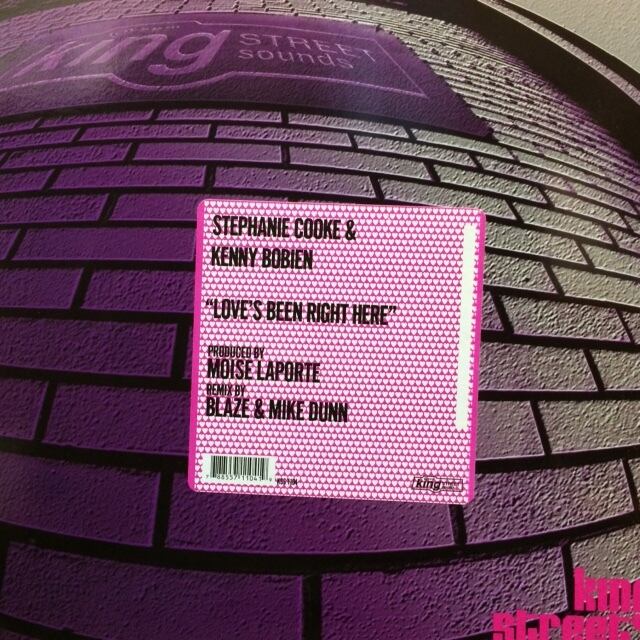 king STREET
sounds
STEPHANIE COOKE &
KENNY BOBIEN
"LOVE'S BEEN RIGHT HERE"
PRODUCED BY
MOISE LAPORTE
REMIX BY
BLAZE & MIKE DUNN
king
king
street